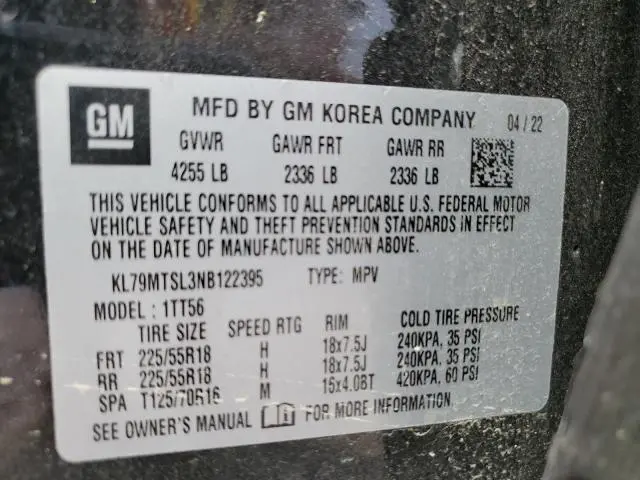 GM MFD BY GM KOREA COMPANY 04 / 22
GVWR GAWR FRT GAWR RR
4255 LB 2336 LB 2336 LB
THIS VEHICLE CONFORMS TO ALL APPLICABLE U.S. FEDERAL MOTOR
VEHICLE SAFETY AND THEFT PREVENTION STANDARDS IN EFFECT
ON THE DATE OF MANUFACTURE SHOWN ABOVE.
KL79MTSL3NB122395 TYPE: MPV
MODEL : 1TT56
TIRE SIZE SPEED RTG RIM COLD TIRE PRESSURE
FRT 225/55R18 H 18x7.5J 240KPA, 35 PSI
RR 225/55R18 H 18x7.5J 240KPA, 35 PSI
SPA T125/70R16 M 16x4.0BT 420KPA, 60 PSI
SEE OWNER'S MANUAL FOR MORE INFORMATION.